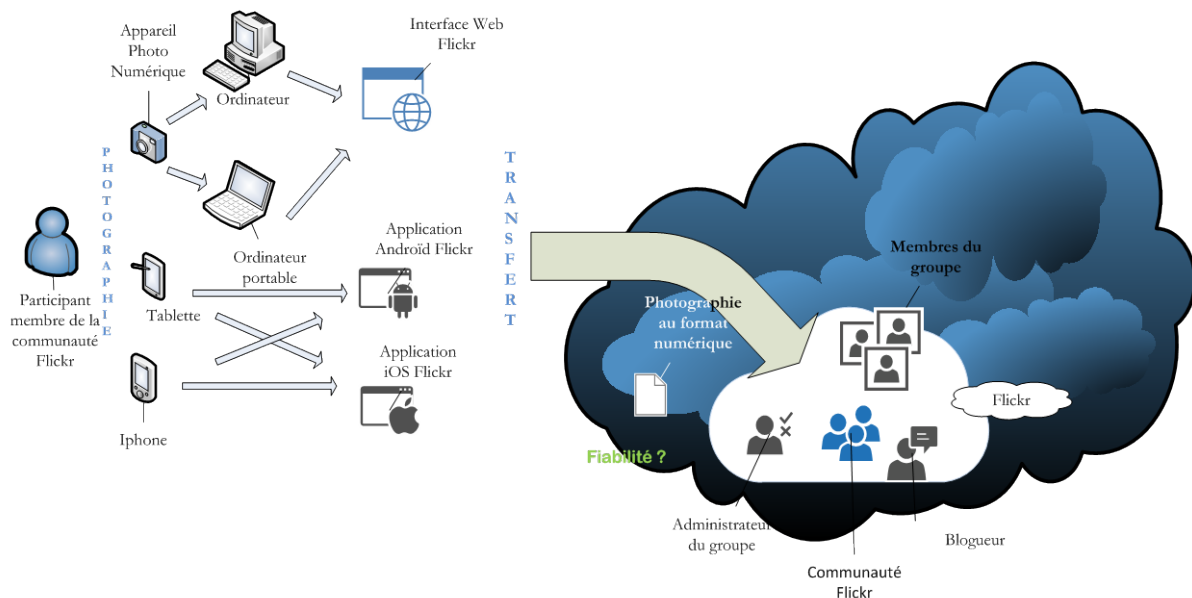 Appareil
Photo
Numérique
Ordinateur
Interface Web
Flickr
PHOTOGRAPHIE
Ordinateur
portable
Participant
membre de la
communauté
Flickr
Tablette
Iphone
Application
Androïd Flickr
Application
iOS Flickr
TRANSFERT
Photographie
au format
numérique
Fiabilité ?
Membres du
groupe
Flickr
Administrateur
du groupe
Communauté
Flickr
Blogueur